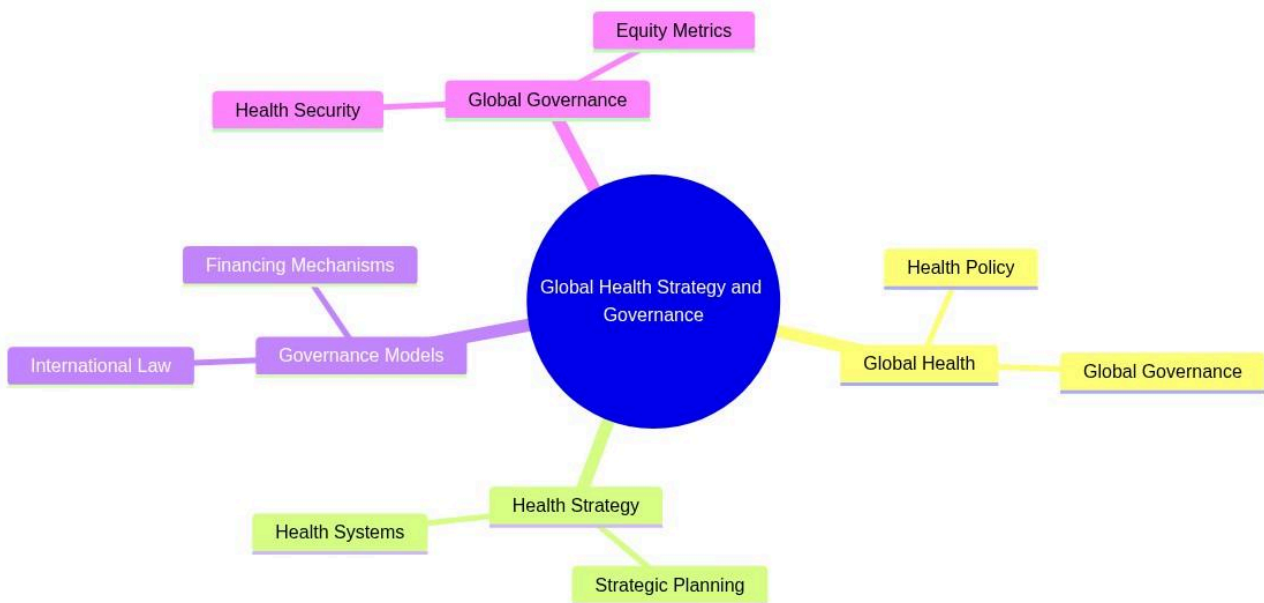 Equity Metrics
Global Governance
Health Security
Financing Mechanisms
Health Policy
Global Health Strategy and
Governance
Governance Models
International Law
Global Health
Global Governance
Health Strategy
Health Systems
Strategic Planning